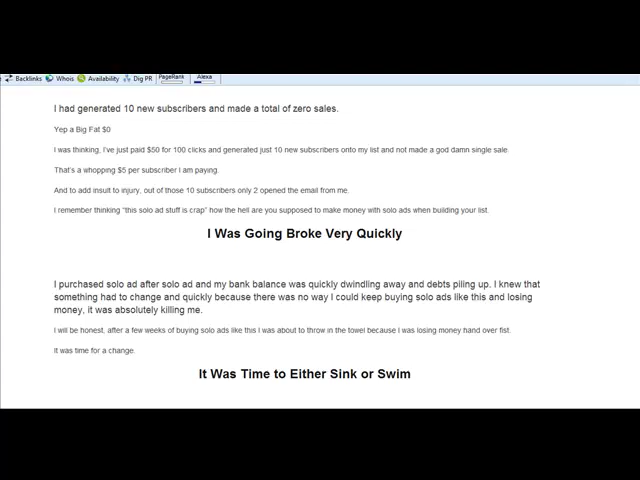 Backlinks Whois Availability Dig PR PageRank Alexa
I had generated 10 new subscribers and made a total of zero sales.
Yep a Big Fat $0
I was thinking, I've just paid $50 for 100 clicks and generated just 10 new subscribers onto my list and not made a god damn single sale.
That's a whopping $5 per subscriber I am paying.
And to add insult to injury, out of those 10 subscribers only 2 opened the email from me.
I remember thinking "this solo ad stuff is crap" how the hell are you supposed to make money with solo ads when building your list.
I Was Going Broke Very Quickly
I purchased solo ad after solo ad and my bank balance was quickly dwindling away and debts piling up. I knew that
something had to change and quickly because there was no way I could keep buying solo ads like this and losing
money, it was absolutely killing me.
I will be honest, after a few weeks of buying solo ads like this I was about to throw in the towel because I was losing money hand over fist.
It was time for a change.
It Was Time to Either Sink or Swim